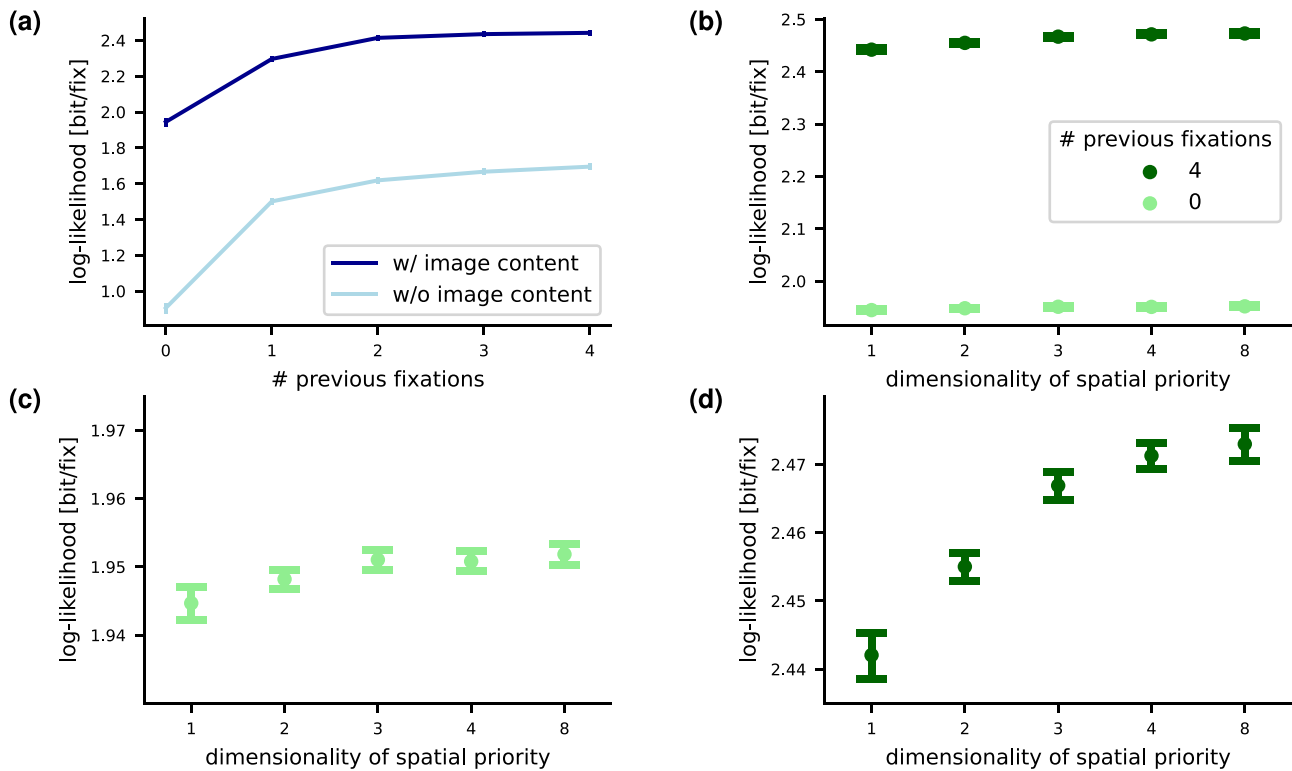 (a)
log-likelihood [bit/fix]
2.4
2.2
2.0
1.8
1.6
1.4
1.2
1.0
w/ image content
w/o image content
0 1 2 3 4
# previous fixations
(b)
log-likelihood [bit/fix]
2.5
2.4
2.3
2.2
2.1
2.0
# previous fixations
4
0
1 2 3 4 8
dimensionality of spatial priority
(c)
log-likelihood [bit/fix]
1.97
1.96
1.95
1.94
1 2 3 4 8
dimensionality of spatial priority
(d)
log-likelihood [bit/fix]
2.47
2.46
2.45
2.44
1 2 3 4 8
dimensionality of spatial priority